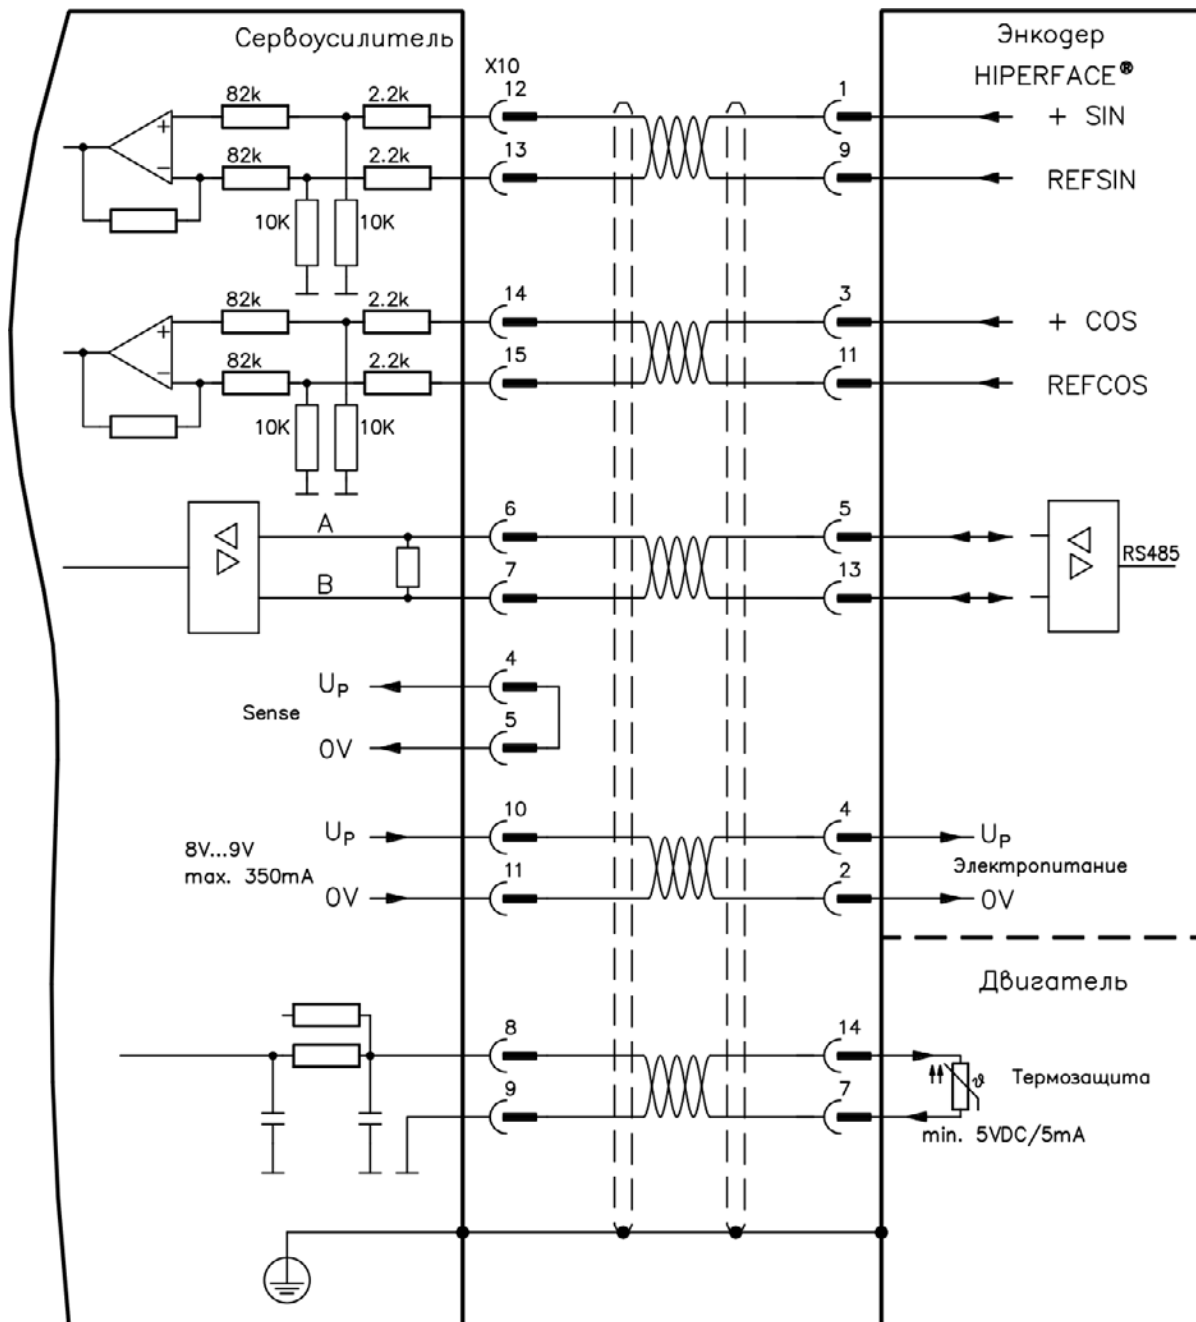 Сервоусилитель
Энкодер
HIPERFACE®
X10
82k 2.2k 12 1 + SIN
82k 2.2k 13 9 REFSIN
10K 10K
82k 2.2k 14 3 + COS
82k 2.2k 15 11 REFCOS
10K 10K
A 6 5
RS485
B 7 13
UP 4
Sense
0V 5
UP 10 4 UP
8V...9V
max. 350mA
Электропитание
0V 11 2 0V
Двигатель
8 14
ϑ Термозащита
9 7
min. 5VDC/5mA